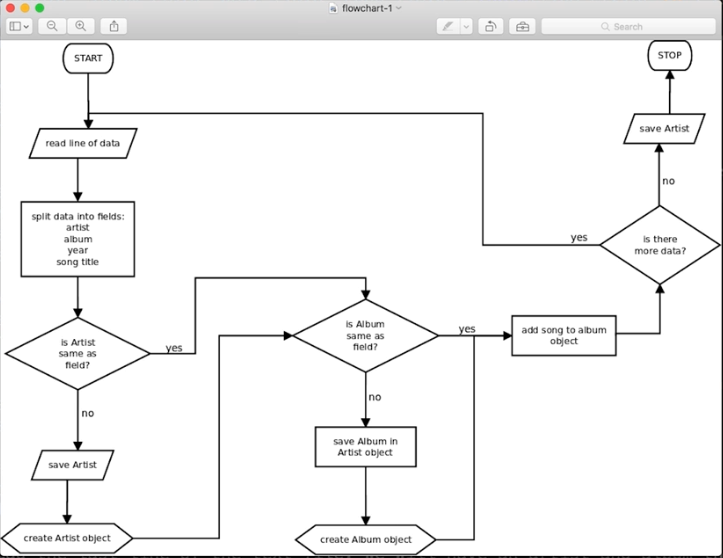 flowchart-1
Search
START
STOP
read line of data
save Artist
no
split data into fields:
artist
album
year
song title
yes
is there
more data?
is Artist
same as
field?
yes
is Album
same as
field?
yes
add song to album
object
no
no
save Artist
save Album in
Artist object
create Artist object
create Album object